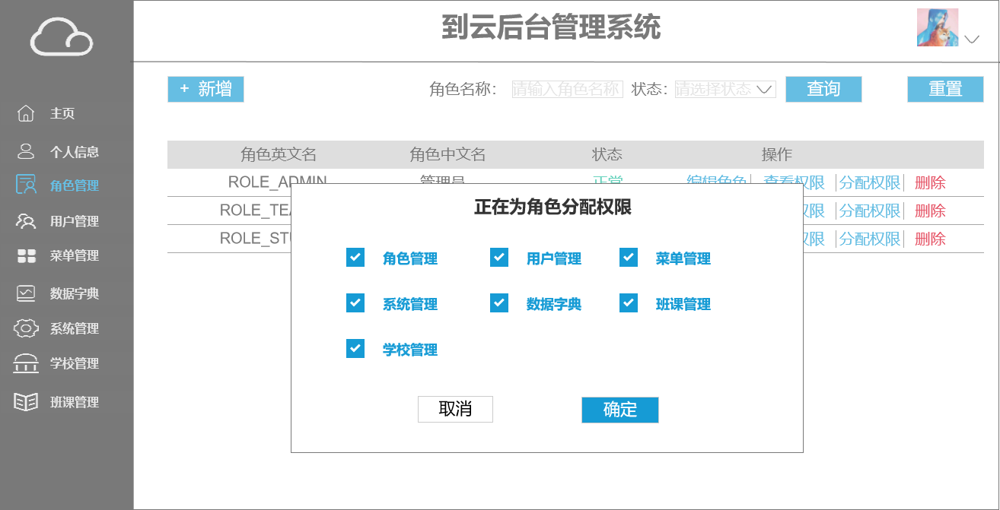 到云后台管理系统
主页
个人信息
角色管理
用户管理
菜单管理
数据字典
系统管理
学校管理
班课管理
+ 新增 角色名称： 请输入角色名称 状态： 请选择状态 查询 重置
角色英文名 角色中文名 状态 操作
ROLE_ADMIN 管理员 正常 编辑角色 查看权限 分配权限 删除
ROLE_TEA 权限 分配权限 删除
ROLE_STU 权限 分配权限 删除
正在为角色分配权限
角色管理 用户管理 菜单管理
系统管理 数据字典 班课管理
学校管理
取消 确定